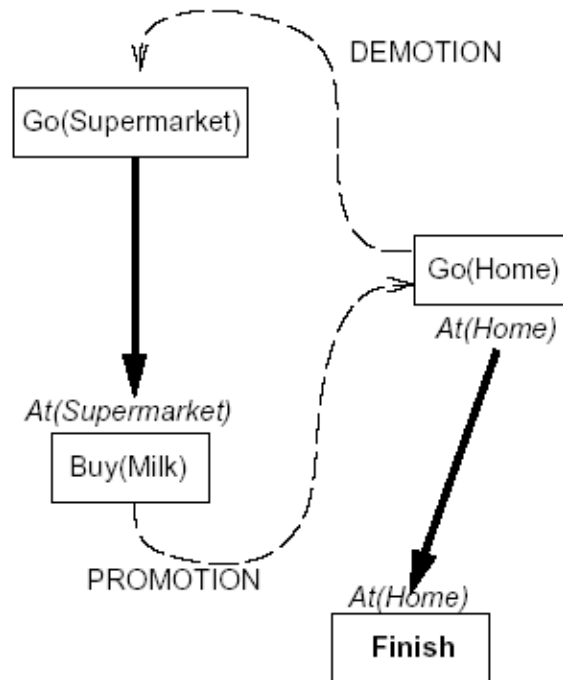 DEMOTION
Go(Supermarket)
Go(Home)
At(Home)
At(Supermarket)
Buy(Milk)
PROMOTION
At(Home)
Finish